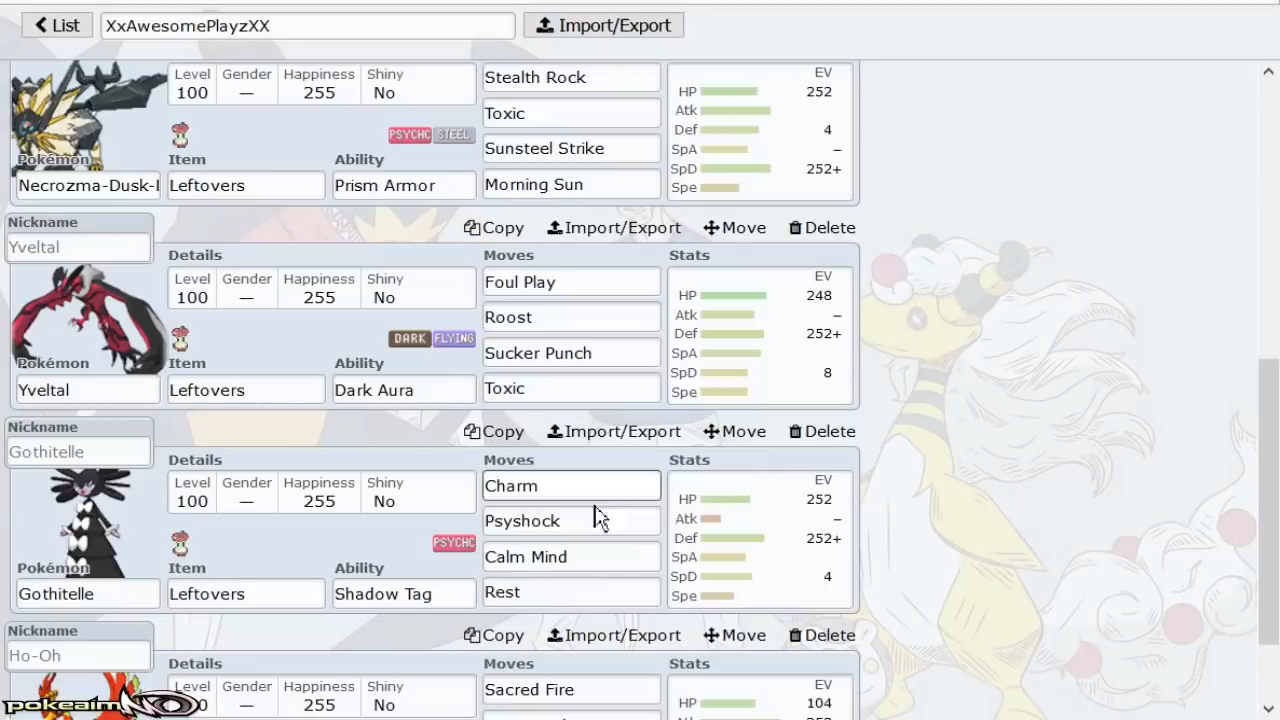 List XxAwesomePlayzXX Import/Export
Level Gender Happiness Shiny
100 — 255 No
PSYCHC STEEL
Pokémon Item Ability
Necrozma-Dusk- Leftovers Prism Armor
Stealth Rock
Toxic
Sunsteel Strike
Morning Sun
EV
HP 252
Atk
Def 4
SpA –
SpD 252+
Spe
Nickname
Yveltal
Copy Import/Export Move Delete
Details Moves Stats
Level Gender Happiness Shiny
100 — 255 No
DARK FLYING
Pokémon Item Ability
Yveltal Leftovers Dark Aura
Foul Play
Roost
Sucker Punch
Toxic
EV
HP 248
Atk –
Def 252+
SpA
SpD 8
Spe
Nickname
Gothitelle
Copy Import/Export Move Delete
Details Moves Stats
Level Gender Happiness Shiny
100 — 255 No
PSYCHC
Pokémon Item Ability
Gothitelle Leftovers Shadow Tag
Charm
Psyshock
Calm Mind
Rest
EV
HP 252
Atk –
Def 252+
SpA
SpD 4
Spe
Nickname
Ho-Oh
Copy Import/Export Move Delete
Details Moves Stats
Level Gender Happiness Shiny
— 255 No
Sacred Fire
EV
HP 104
pokeaimMD